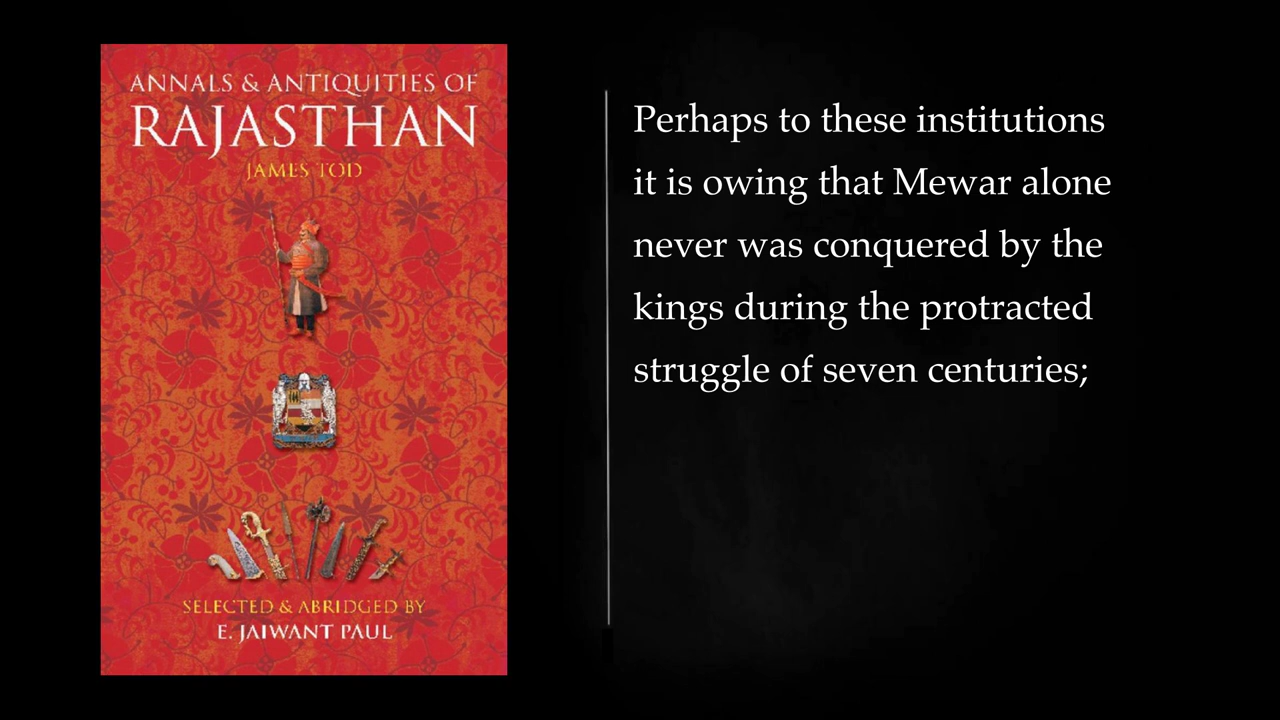 ANNALS & ANTIQUITIES OF
RAJASTHAN
JAMES TOD
SELECTED & ABRIDGED BY
E. JAIWANT PAUL
Perhaps to these institutions
it is owing that Mewar alone
never was conquered by the
kings during the protracted
struggle of seven centuries;